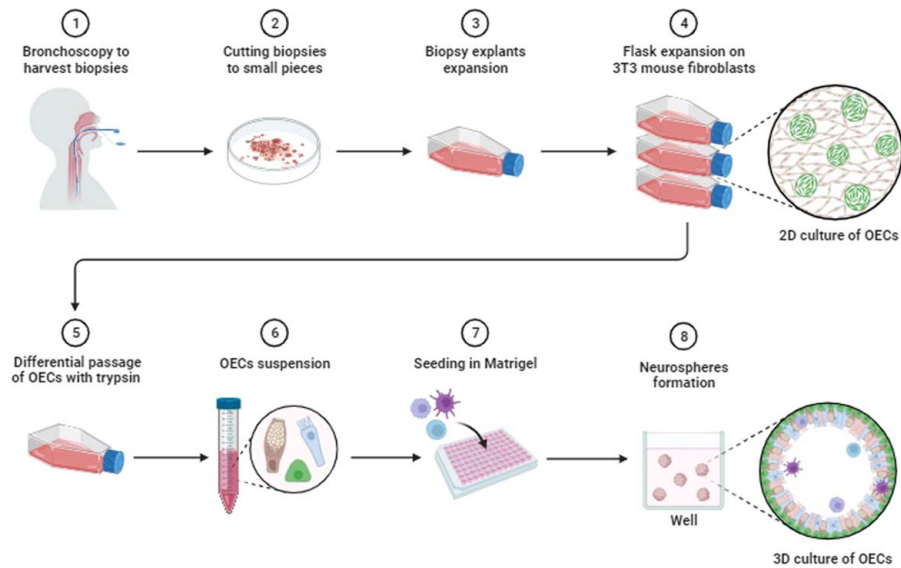 1
Bronchoscopy to
harvest biopsies
2
Cutting biopsies
to small pieces
3
Biopsy explants
expansion
4
Flask expansion on
3T3 mouse fibroblasts
2D culture of OECs
5
Differential passage
of OECs with trypsin
6
OECs suspension
7
Seeding in Matrigel
8
Neurospheres
formation
Well
3D culture of OECs